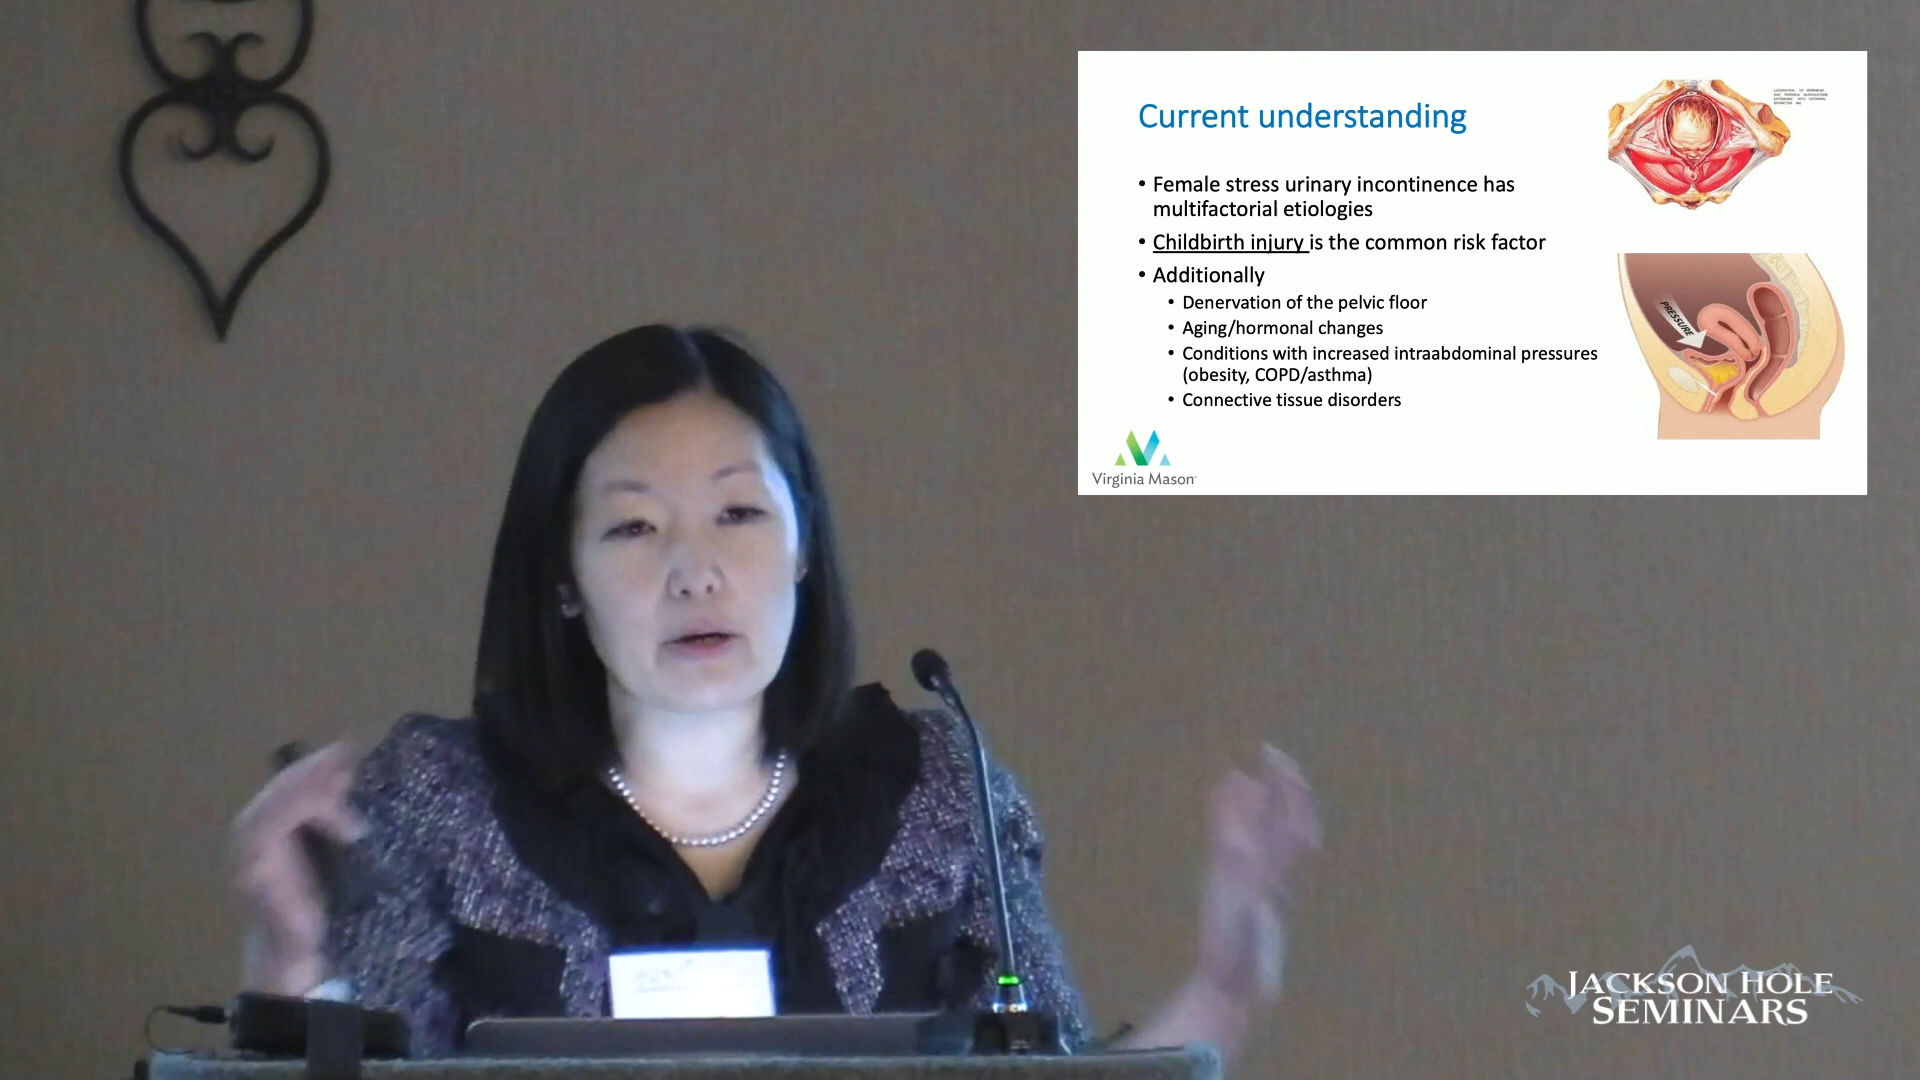 Current understanding
• Female stress urinary incontinence has
multifactorial etiologies
• Childbirth injury is the common risk factor
• Additionally
• Denervation of the pelvic floor
• Aging/hormonal changes
• Conditions with increased intraabdominal pressures
(obesity, COPD/asthma)
• Connective tissue disorders
PRESSURE
Virginia Mason
JACKSON HOLE
SEMINARS